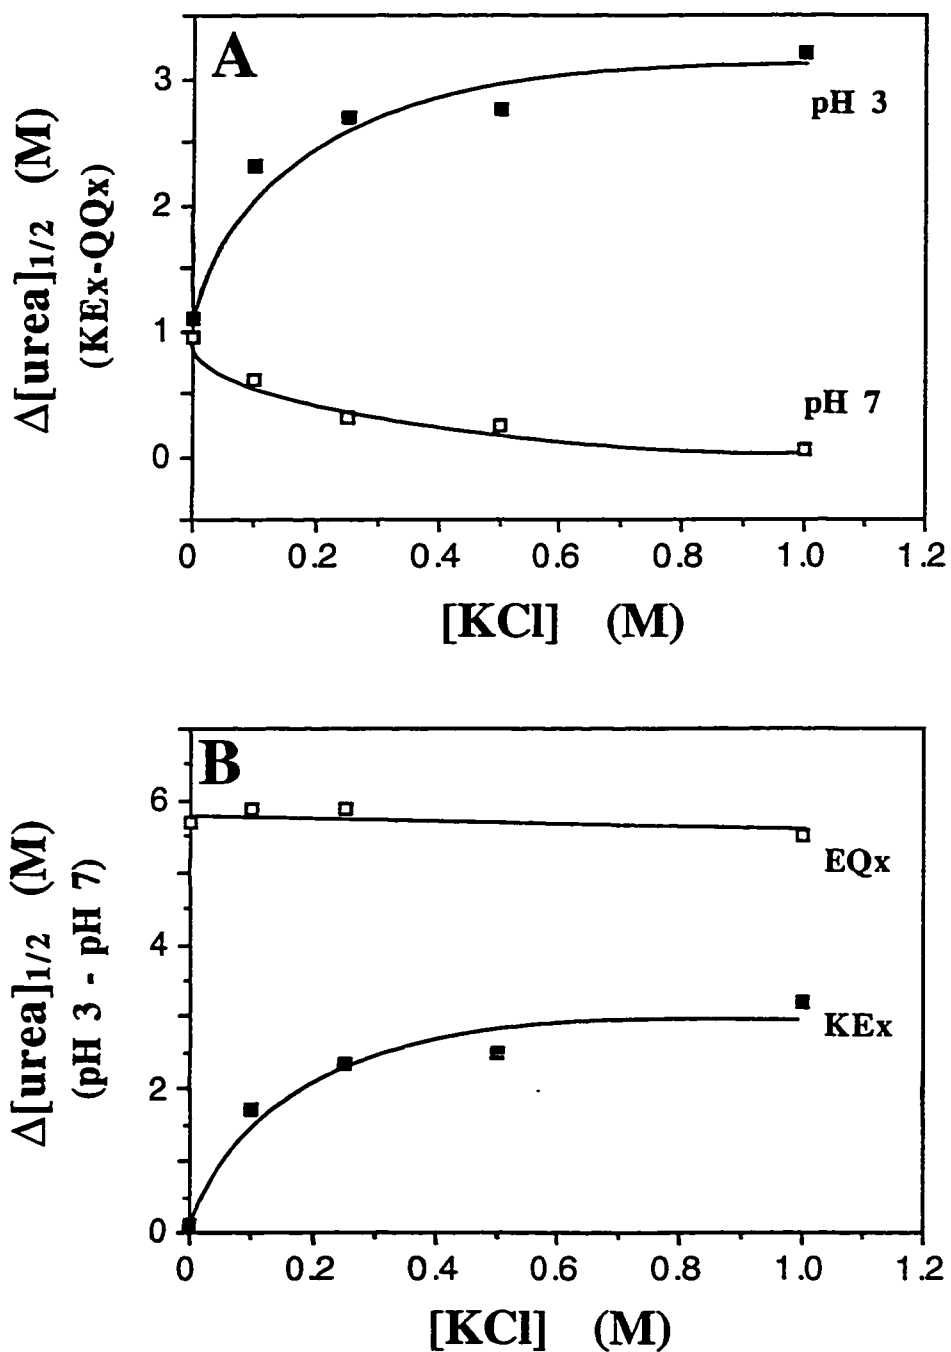 A
3
2
1
0
Δ[urea]1/2 (M)
(KEx-QQx)
pH 3
pH 7
0 0.2 0.4 0.6 0.8 1.0 1.2
[KCl] (M)
B
6
4
2
0
Δ[urea]1/2 (M)
(pH 3 - pH 7)
EQx
KEx
0 0.2 0.4 0.6 0.8 1.0 1.2
[KCl] (M)